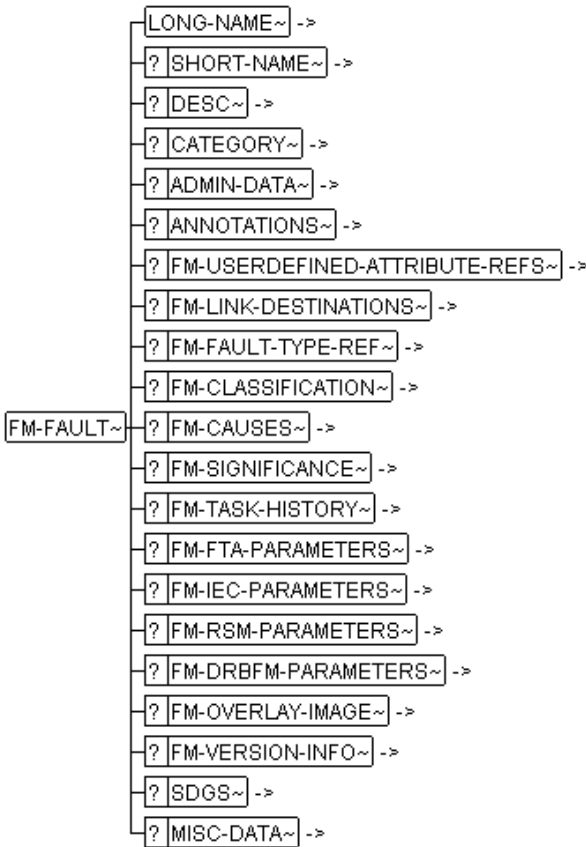 LONG-NAME~ ->
? SHORT-NAME~ ->
? DESC~ ->
? CATEGORY~ ->
? ADMIN-DATA~ ->
? ANNOTATIONS~ ->
? FM-USERDEFINED-ATTRIBUTE-REFS~ ->
? FM-LINK-DESTINATIONS~ ->
? FM-FAULT-TYPE-REF~ ->
? FM-CLASSIFICATION~ ->
FM-FAULT~ ? FM-CAUSES~ ->
? FM-SIGNIFICANCE~ ->
? FM-TASK-HISTORY~ ->
? FM-FTA-PARAMETERS~ ->
? FM-IEC-PARAMETERS~ ->
? FM-RSM-PARAMETERS~ ->
? FM-DRBFM-PARAMETERS~ ->
? FM-OVERLAY-IMAGE~ ->
? FM-VERSION-INFO~ ->
? SDGS~ ->
? MISC-DATA~ ->